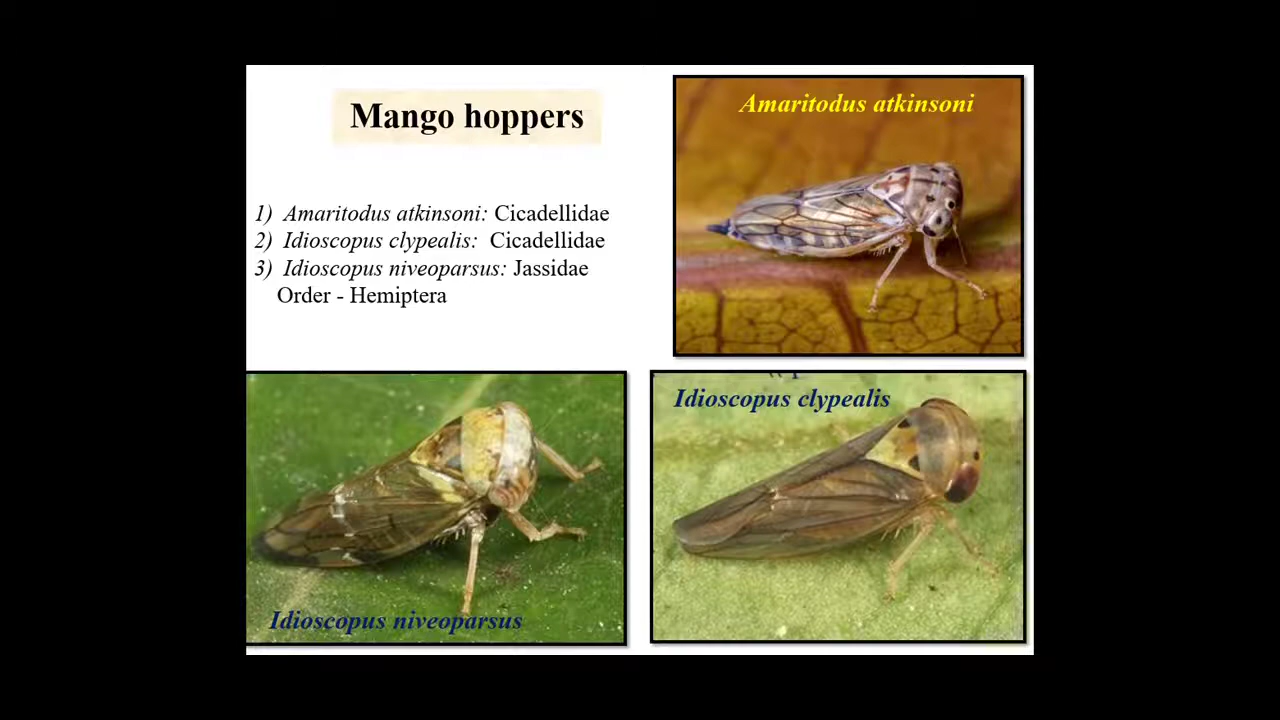 Mango hoppers
Amaritodus atkinsoni
1) Amaritodus atkinsoni: Cicadellidae
2) Idioscopus clypealis: Cicadellidae
3) Idioscopus niveoparsus: Jassidae
Order - Hemiptera
Idioscopus clypealis
Idioscopus niveoparsus